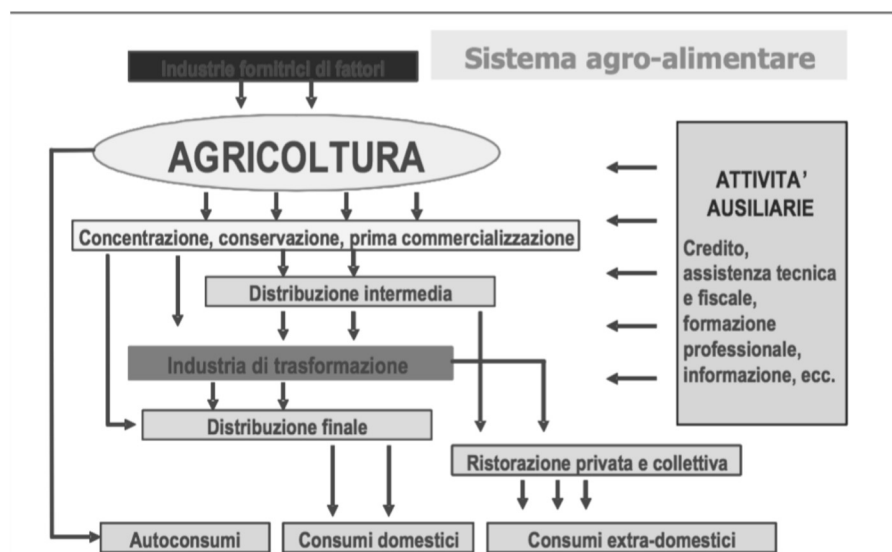 Sistema agro-alimentare
Industrie fornitrici di fattori
AGRICOLTURA
Concentrazione, conservazione, prima commercializzazione
Distribuzione intermedia
Industria di trasformazione
Distribuzione finale
Ristorazione privata e collettiva
Autoconsumi
Consumi domestici
Consumi extra-domestici
ATTIVITA’
AUSILIARIE
Credito,
assistenza tecnica
e fiscale,
formazione
professionale,
informazione, ecc.